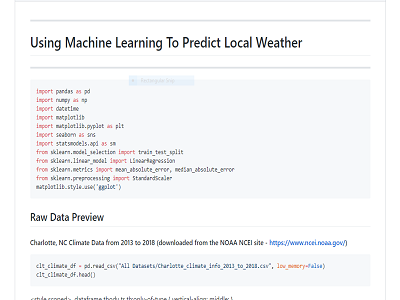 Using Machine Learning To Predict Local Weather
import pandas as pd
import numpy as np
import datetime
import matplotlib
import matplotlib.pyplot as plt
import seaborn as sns
import statsmodels.api as sm
from sklearn.model_selection import train_test_split
from sklearn.linear_model import LinearRegression
from sklearn.metrics import mean_absolute_error, median_absolute_error
from sklearn.preprocessing import StandardScaler
matplotlib.style.use('ggplot')
Raw Data Preview
Charlotte, NC Climate Data from 2013 to 2018 (downloaded from the NOAA NCEI site - https://www.ncei.noaa.gov/)
clt_climate_df = pd.read_csv("All Datasets/Charlotte_climate_info_2013_to_2018.csv", low_memory=False)
clt_climate_df.head()
<style scoped> .dataframe tbody tr th:only-of-type { vertical-align: middle; }